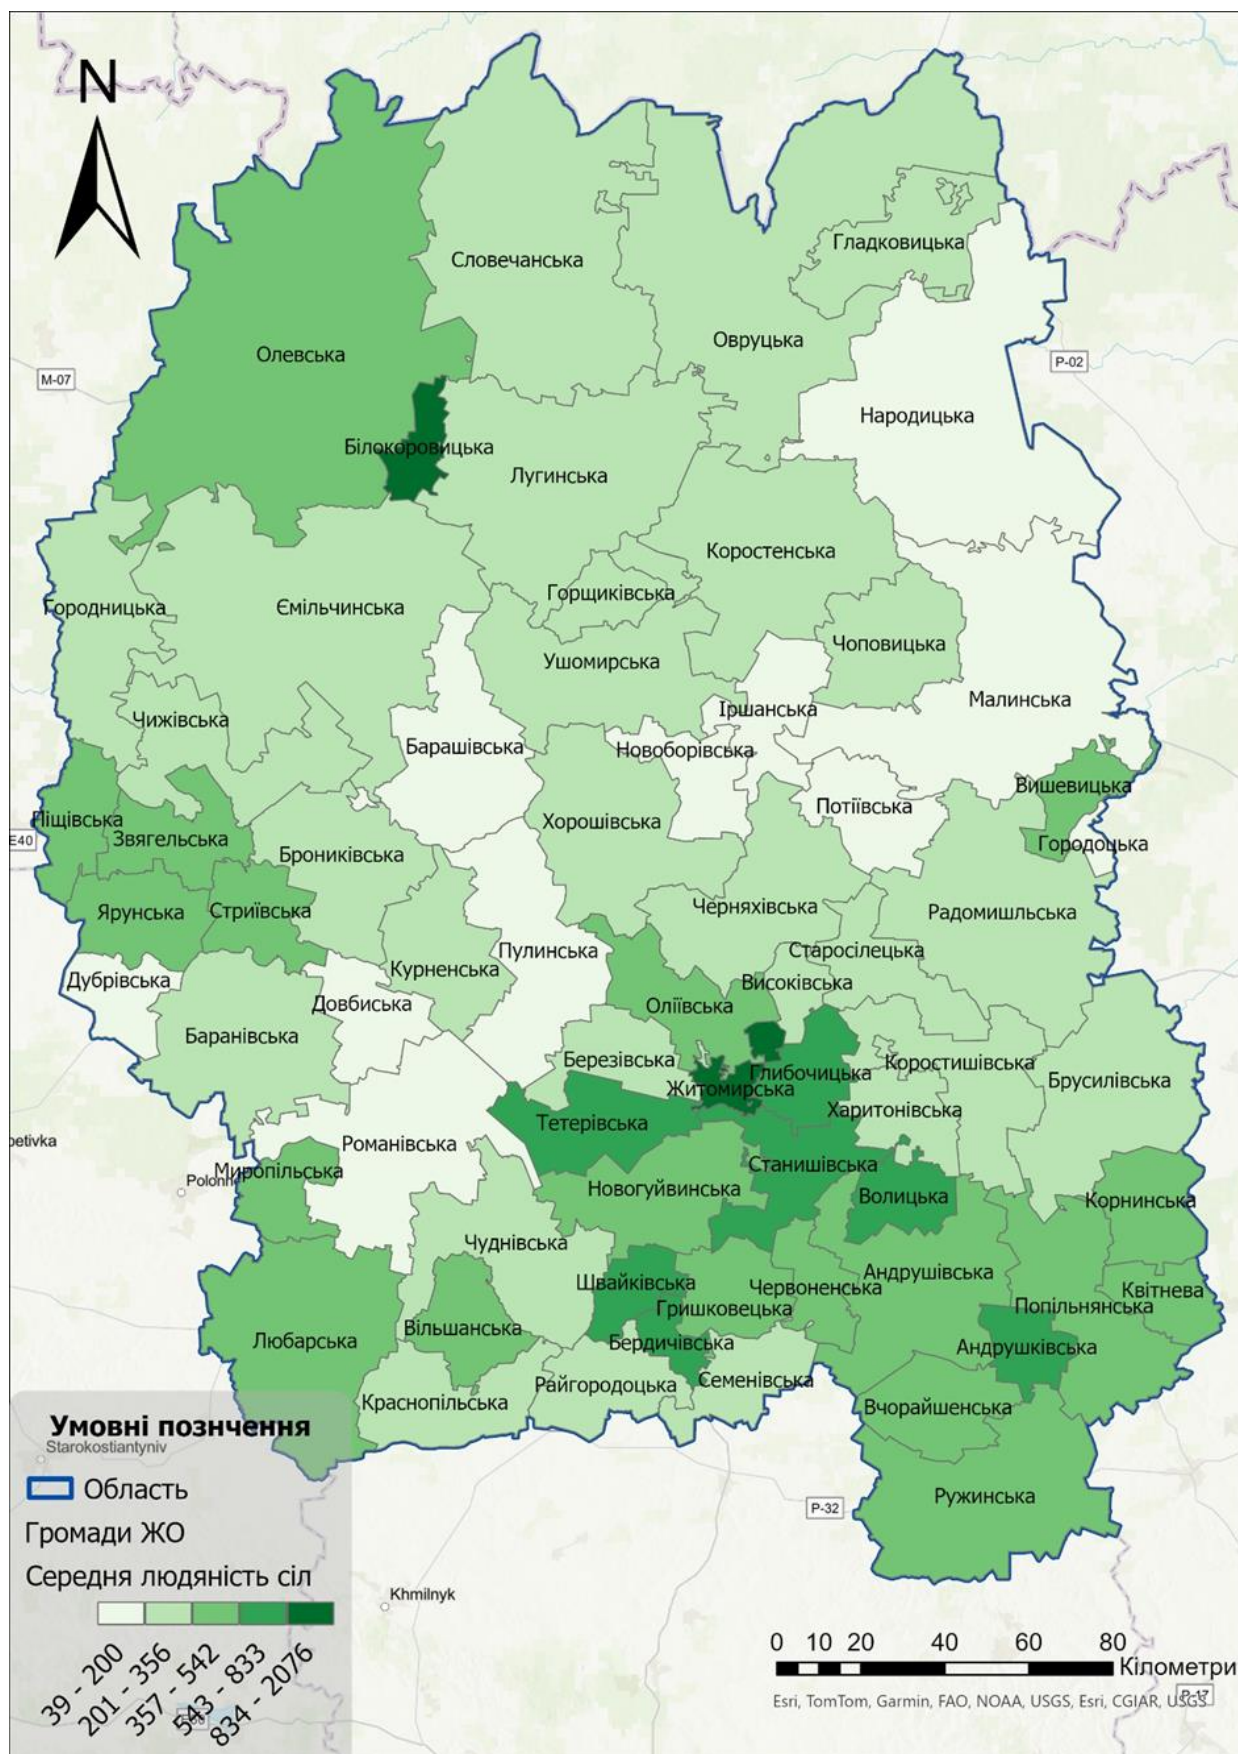 N
Словечанська
Гладковицька
Овруцька
Олевська
M-07
P-02
Народицька
Білокоровицька
Лугинська
Коростенська
Горщиківська
Городницька
Ємільчинська
Ушомирська
Чоповицька
Малинська
Чижівська
Іршанська
Барашівська
Новоборівська
Вишевицька
Потіївська
Піщівська
Хорошівська
Звягельська
E40
Городоцька
Брониківська
Ярунська
Стриївська
Черняхівська
Радомишльська
Пулинська
Старосілецька
Курненська
Дубрівська
Високівська
Довбиська
Оліївська
Баранівська
Березівська
Коростишівська
Глибочицька
Брусилівська
Житомирська
Харитонівська
Тетерівська
petivka
Романівська
Станишівська
Миропільська
Polonne
Новогуйвинська
Волицька
Корнинська
Чуднівська
Андрушівська
Швайківська
Червоненська
Квітнева
Гришковецька
Попільнянська
Вільшанська
Любарська
Бердичівська
Андрушківська
Семенівська
Райгородоцька
Краснопільська
Вчорайшенська
Умовні познчення
Starokostiantyniv
Область
Ружинська
P-32
Громади ЖО
Середня людяність сіл
Khmilnyk
39 - 200
201 - 356
357 - 542
543 - 833
834 - 2076
0 10 20 40 60 80
Кілометри
Esri, TomTom, Garmin, FAO, NOAA, USGS, Esri, CGIAR, USGS
P-17